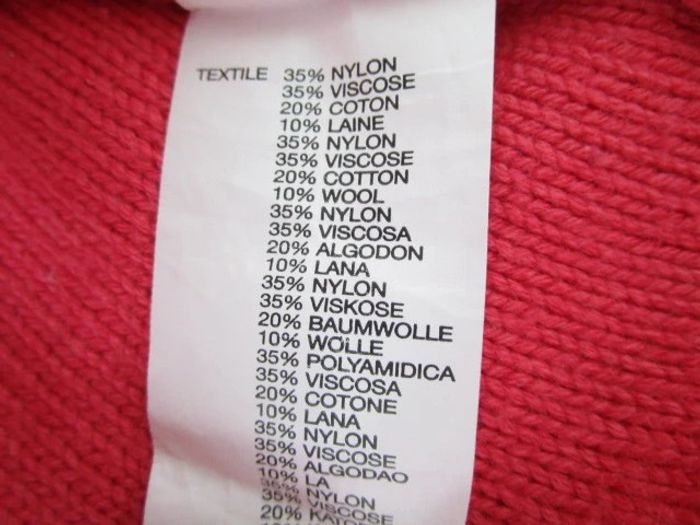 TEXTILE 35% NYLON
35% VISCOSE
20% COTON
10% LAINE
35% NYLON
35% VISCOSE
20% COTTON
10% WOOL
35% NYLON
35% VISCOSA
20% ALGODON
10% LANA
35% NYLON
35% VISKOSE
20% BAUMWOLLE
10% WOLLE
35% POLYAMIDICA
35% VISCOSA
20% COTONE
10% LANA
35% NYLON
35% VISCOSE
20% ALGODAO
10% LA
35% NYLON
35% VISCOSE
20%